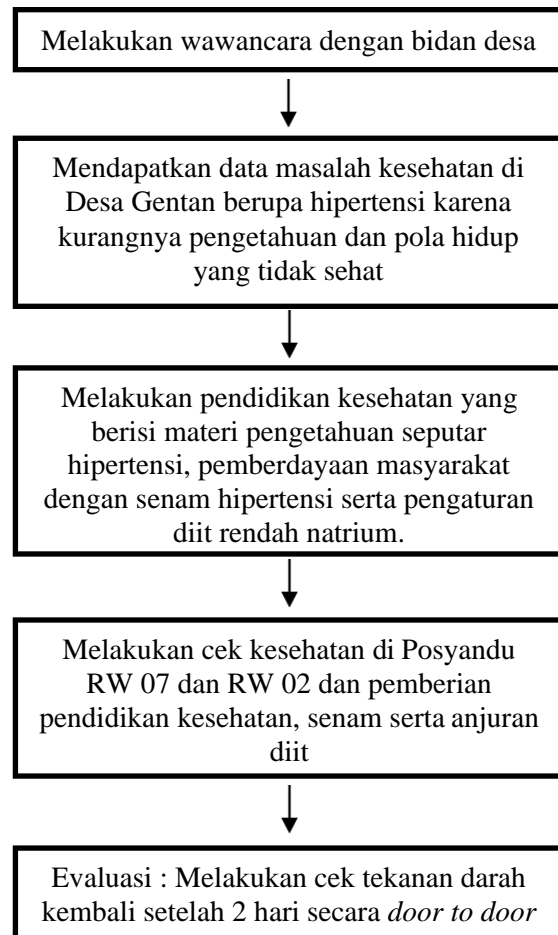 Melakukan wawancara dengan bidan desa
Mendapatkan data masalah kesehatan di
Desa Gentan berupa hipertensi karena
kurangnya pengetahuan dan pola hidup
yang tidak sehat
Melakukan pendidikan kesehatan yang
berisi materi pengetahuan seputar
hipertensi, pemberdayaan masyarakat
dengan senam hipertensi serta pengaturan
diit rendah natrium.
Melakukan cek kesehatan di Posyandu
RW 07 dan RW 02 dan pemberian
pendidikan kesehatan, senam serta anjuran
diit
Evaluasi : Melakukan cek tekanan darah
kembali setelah 2 hari secara door to door